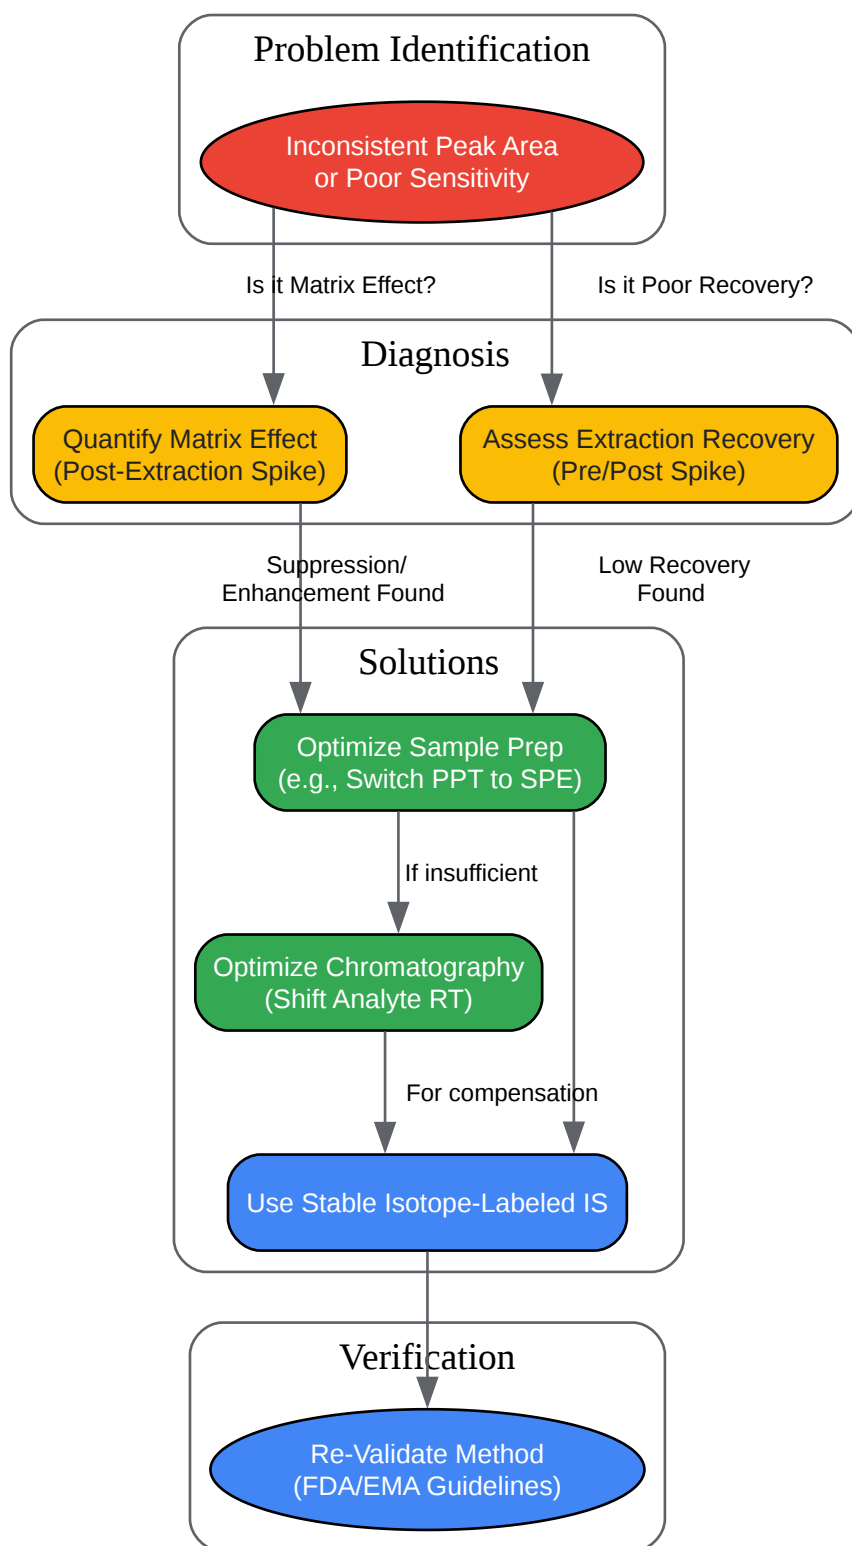 Problem Identification
Inconsistent Peak Area
or Poor Sensitivity
Is it Matrix Effect?
Is it Poor Recovery?
Diagnosis
Quantify Matrix Effect
(Post-Extraction Spike)
Assess Extraction Recovery
(Pre/Post Spike)
Suppression/
Enhancement Found
Low Recovery
Found
Solutions
Optimize Sample Prep
(e.g., Switch PPT to SPE)
If insufficient
Optimize Chromatography
(Shift Analyte RT)
For compensation
Use Stable Isotope-Labeled IS
Verification
Re-Validate Method
(FDA/EMA Guidelines)